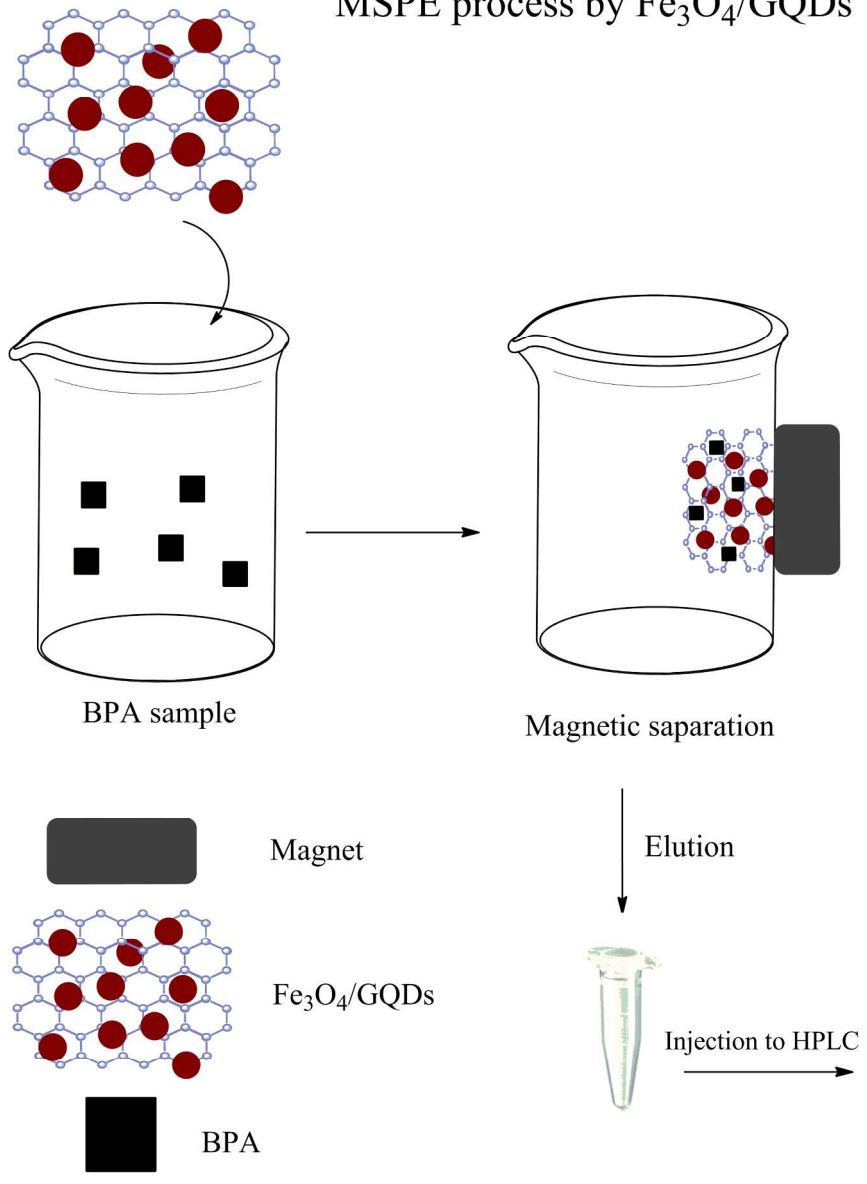 MSPE process by Fe₃O₄/GQDs
BPA sample
Magnetic saparation
Magnet
Elution
Fe₃O₄/GQDs
Injection to HPLC
BPA